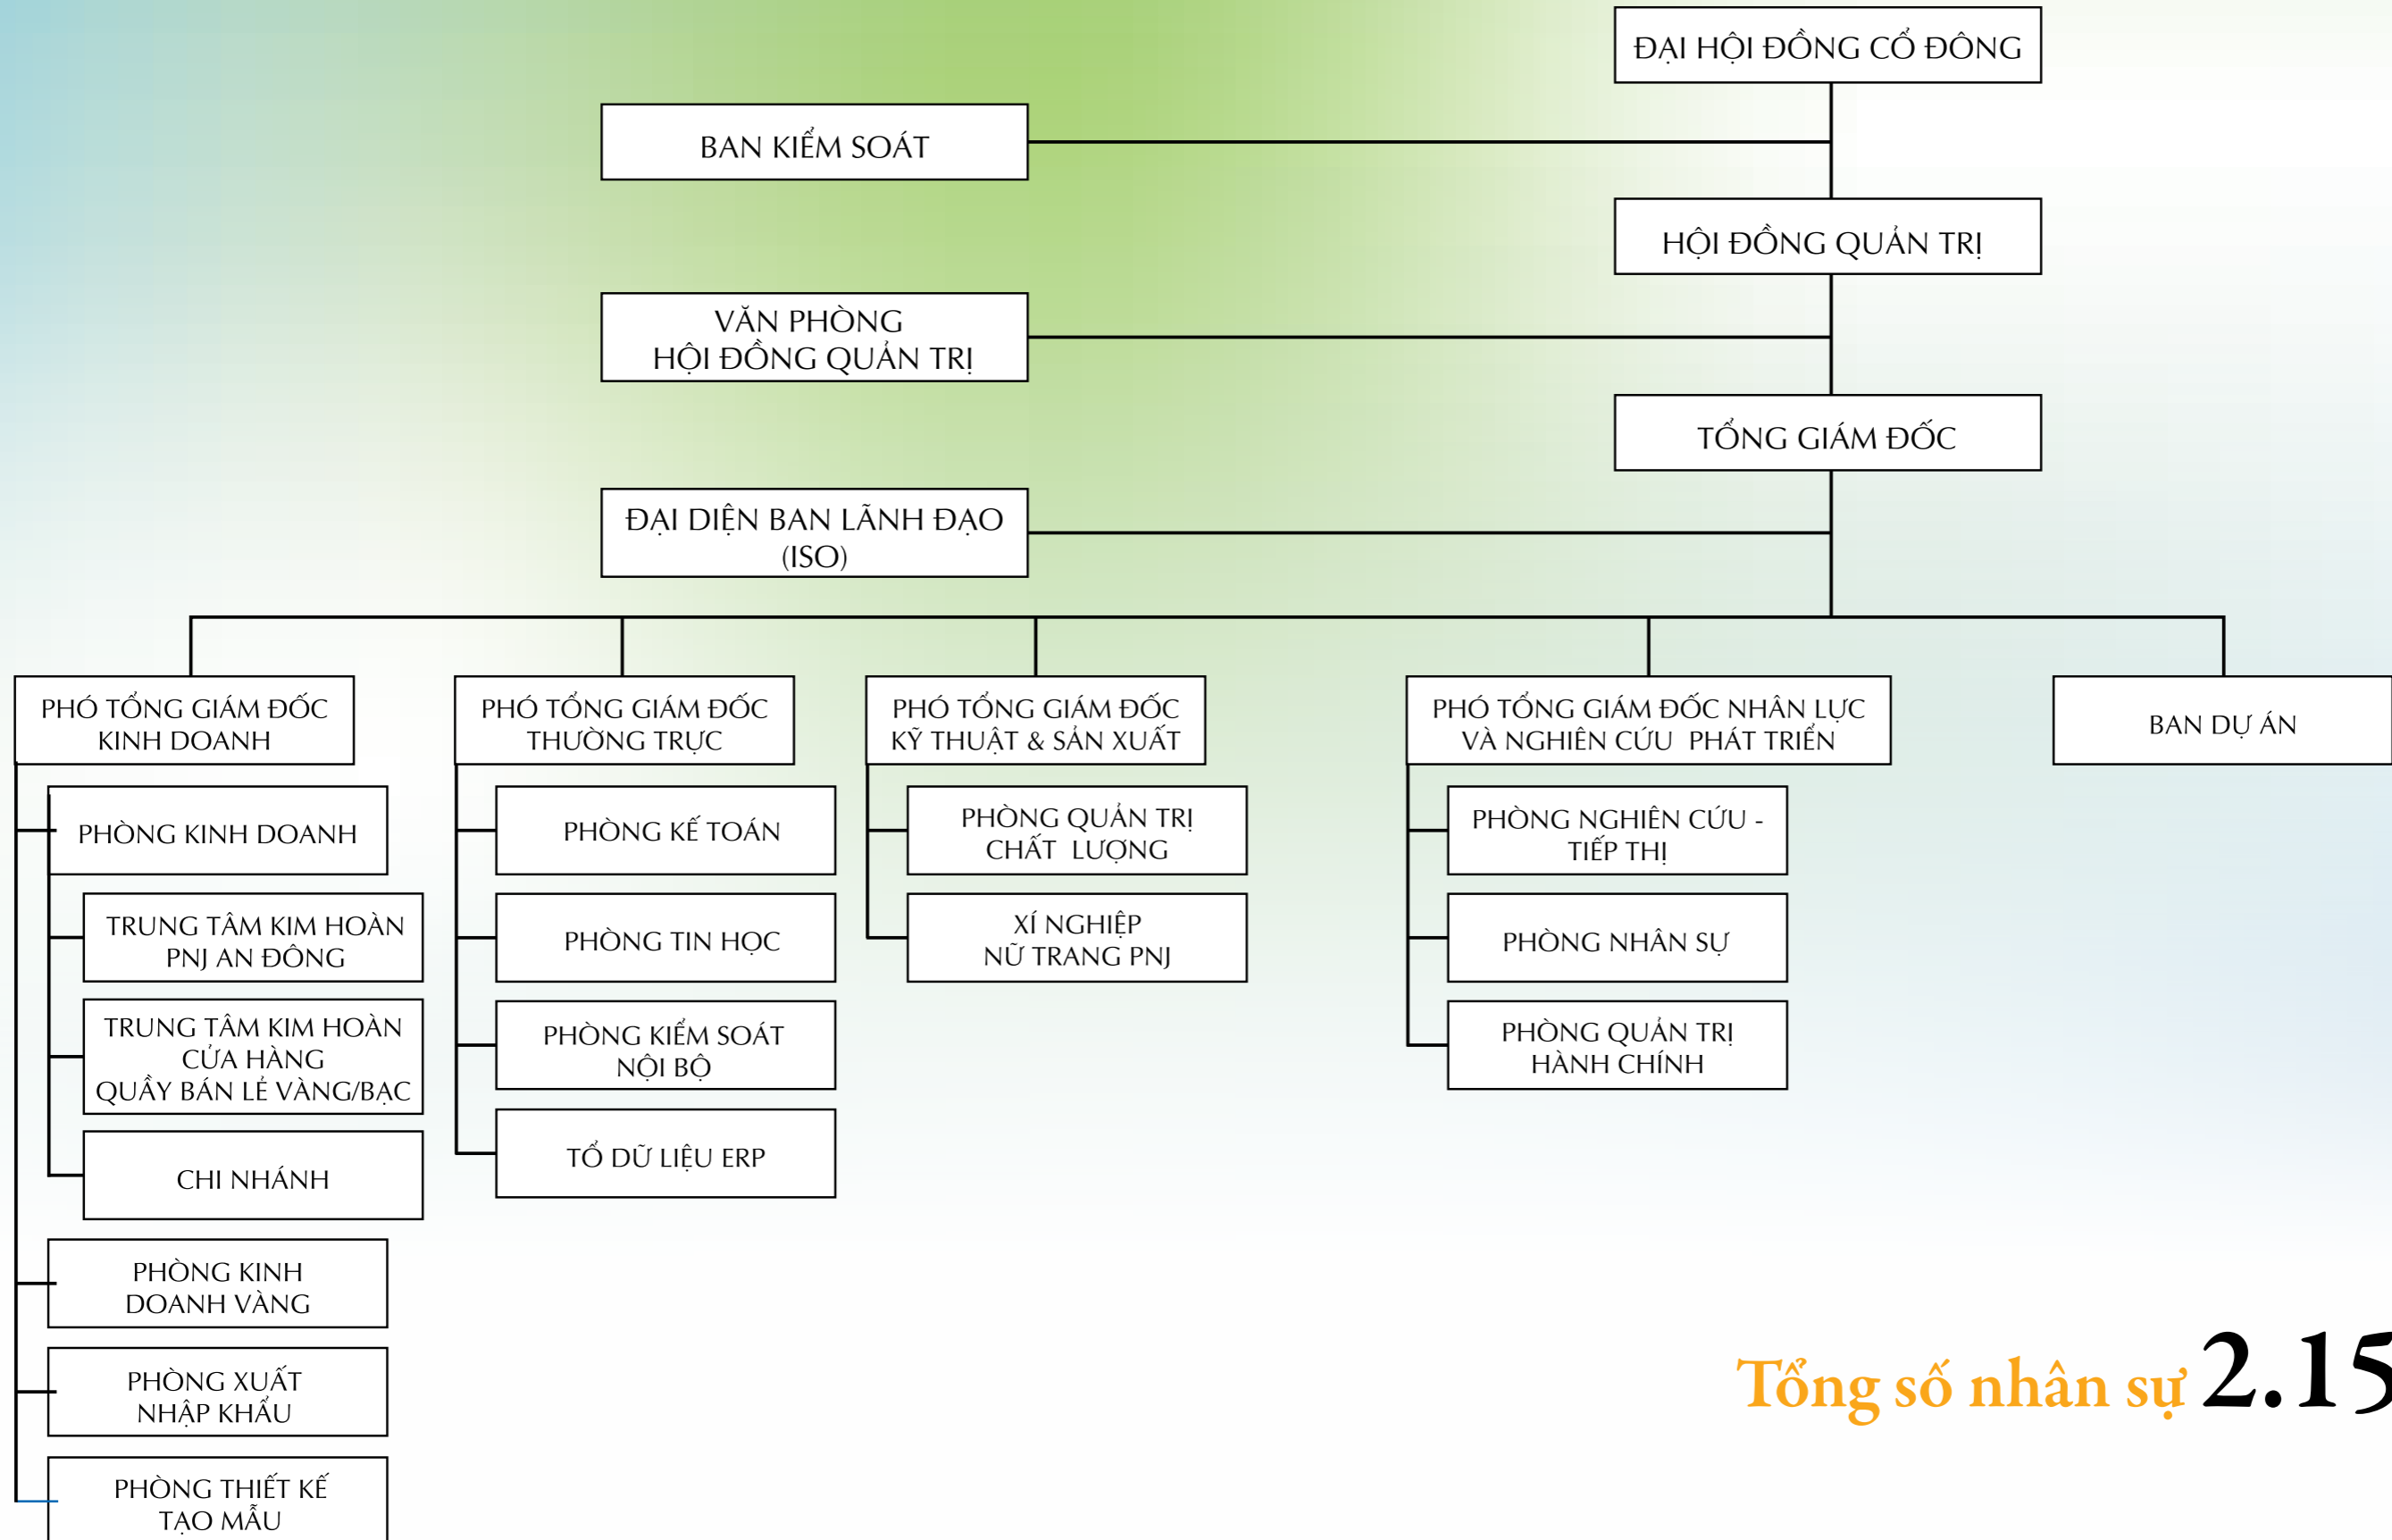 ĐẠI HỘI ĐỒNG CỔ ĐÔNG
BAN KIỂM SOÁT
HỘI ĐỒNG QUẢN TRỊ
VĂN PHÒNG
HỘI ĐỒNG QUẢN TRỊ
TỔNG GIÁM ĐỐC
ĐẠI DIỆN BAN LÃNH ĐẠO
(ISO)
PHÓ TỔNG GIÁM ĐỐC
KINH DOANH
PHÒNG KINH DOANH
TRUNG TÂM KIM HOÀN
PNJ AN ĐÔNG
TRUNG TÂM KIM HOÀN
CỬA HÀNG
QUẦY BÁN LẺ VÀNG/BẠC
CHI NHÁNH
PHÒNG KINH
DOANH VÀNG
PHÒNG XUẤT
NHẬP KHẨU
PHÒNG THIẾT KẾ
TẠO MẪU
PHÓ TỔNG GIÁM ĐỐC
THƯỜNG TRỰC
PHÒNG KẾ TOÁN
PHÒNG TIN HỌC
PHÒNG KIỂM SOÁT
NỘI BỘ
TỔ DỮ LIỆU ERP
PHÓ TỔNG GIÁM ĐỐC
KỸ THUẬT & SẢN XUẤT
PHÒNG QUẢN TRỊ
CHẤT LƯỢNG
XÍ NGHIỆP
NỮ TRANG PNJ
PHÓ TỔNG GIÁM ĐỐC NHÂN LỰC
VÀ NGHIÊN CỨU PHÁT TRIỂN
PHÒNG NGHIÊN CỨU -
TIẾP THỊ
PHÒNG NHÂN SỰ
PHÒNG QUẢN TRỊ
HÀNH CHÍNH
BAN DỰ ÁN
Tổng số nhân sự 2.15